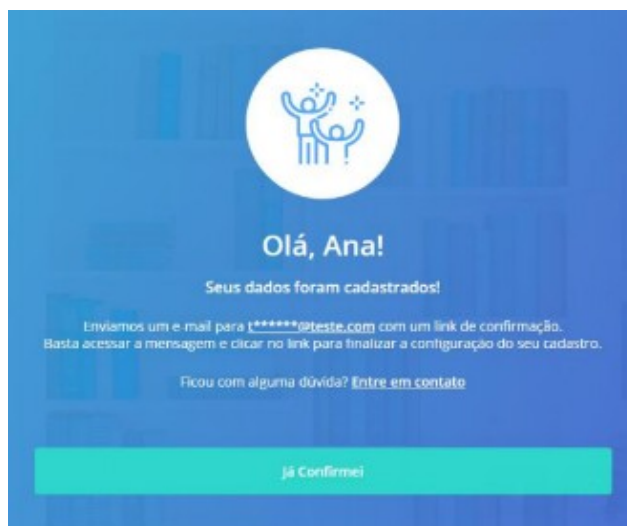 Olá, Ana!
Seus dados foram cadastrados!
Enviamos um e-mail para t******@teste.com com um link de confirmação.
Basta acessar a mensagem e clicar no link para finalizar a configuração do seu cadastro.
Ficou com alguma dúvida? Entre em contato
Já Confirmei